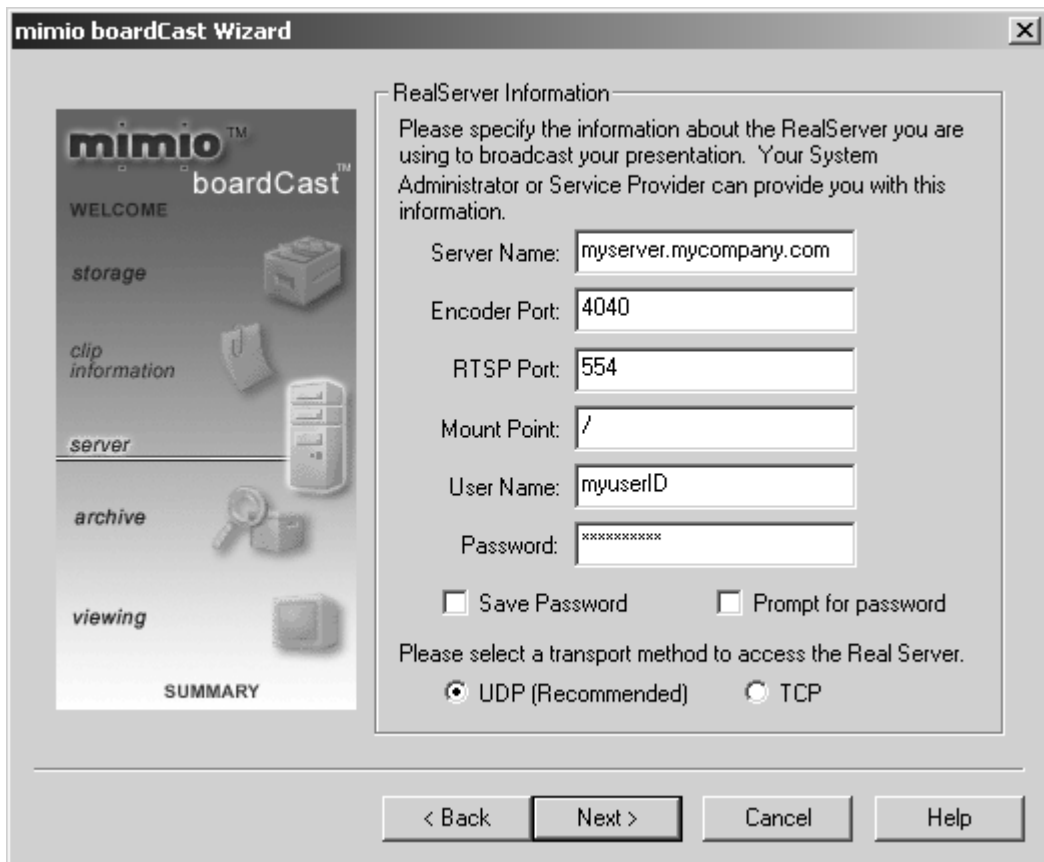 mimio boardCast Wizard
mimio™
boardCast™
WELCOME
storage
clip
information
server
archive
viewing
SUMMARY
RealServer Information
Please specify the information about the RealServer you are
using to broadcast your presentation. Your System
Administrator or Service Provider can provide you with this
information.
Server Name: myserver.mycompany.com
Encoder Port: 4040
RTSP Port: 554
Mount Point: /
User Name: myuserID
Password: **********
Save Password Prompt for password
Please select a transport method to access the Real Server.
UDP (Recommended) TCP
< Back Next > Cancel Help